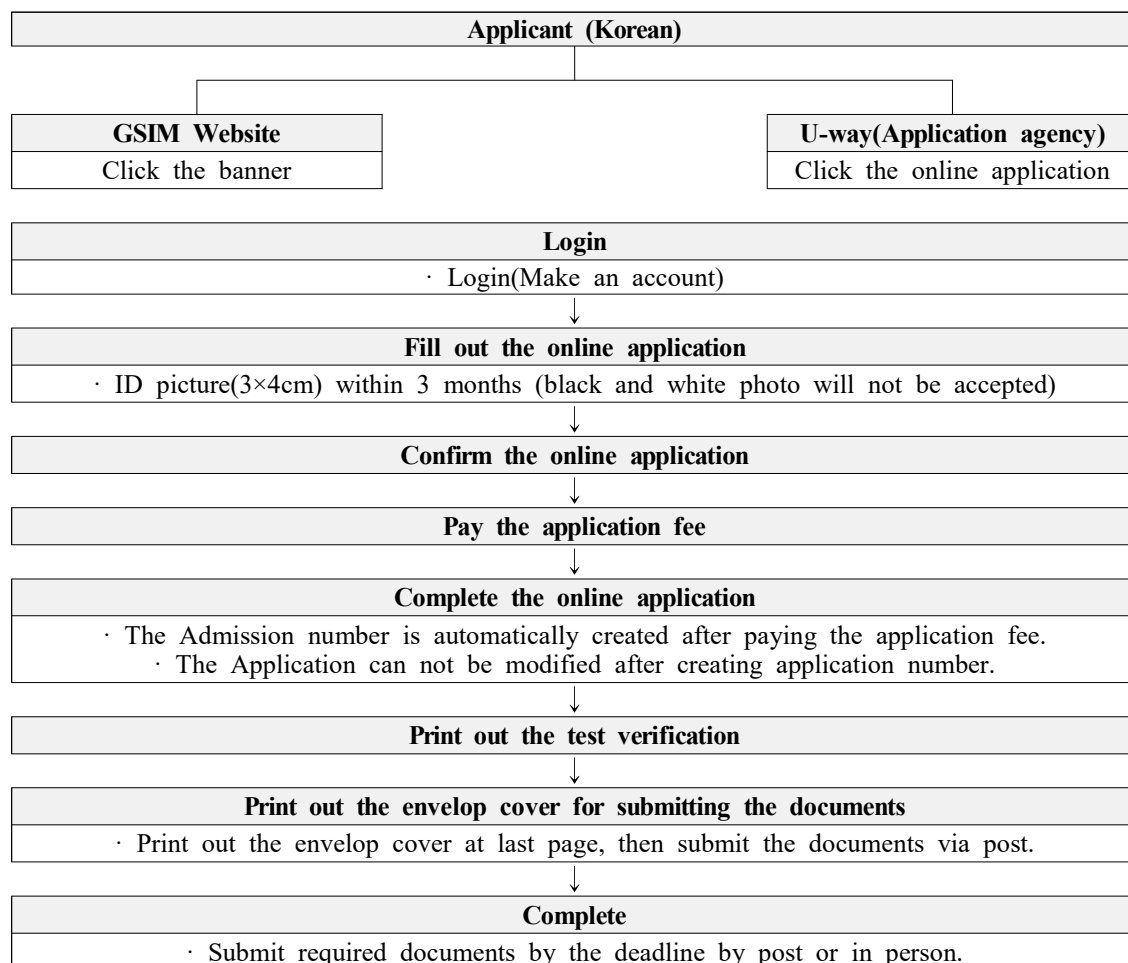 Applicant (Korean)
GSIM Website
Click the banner
U-way(Application agency)
Click the online application
Login
· Login(Make an account)
Fill out the online application
· ID picture(3×4cm) within 3 months (black and white photo will not be accepted)
Confirm the online application
Pay the application fee
Complete the online application
· The Admission number is automatically created after paying the application fee.
· The Application can not be modified after creating application number.
Print out the test verification
Print out the envelop cover for submitting the documents
· Print out the envelop cover at last page, then submit the documents via post.
Complete
· Submit required documents by the deadline by post or in person.